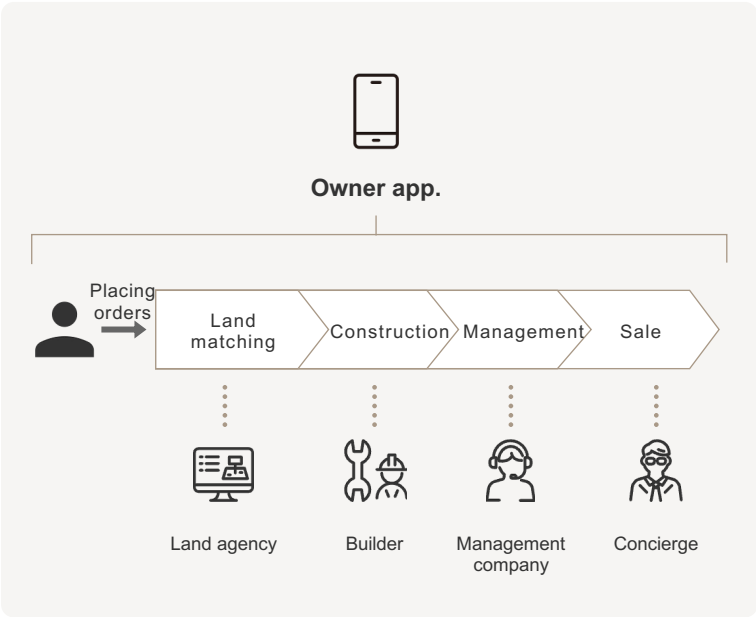 Owner app.
Placing
orders
Land
matching
Construction
Management
Sale
Land agency
Builder
Management
company
Concierge